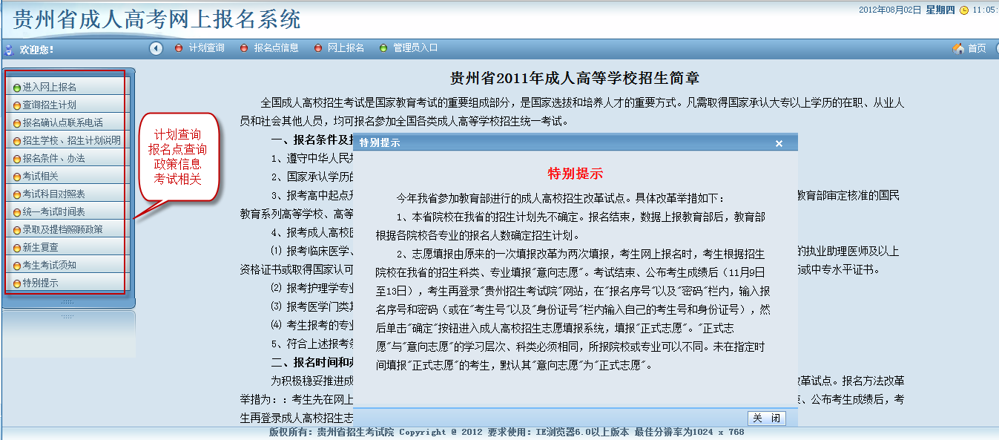 贵州省成人高考网上报名系统
2012年08月02日 星期四 11:05:
欢迎您!
计划查询 报名点信息 网上报名 管理员入口 首页
进入网上报名
查询招生计划
报名确认点联系电话
招生学校、招生计划说明
报名条件、办法
考试相关
考试科目对照表
统一考试时间表
录取及提档照顾政策
新生复查
考生考试须知
特别提示
计划查询
报名点查询
政策信息
考试相关
贵州省2011年成人高等学校招生简章
全国成人高校招生考试是国家教育考试的重要组成部分，是国家选拔和培养人才的重要方式。凡需取得国家承认大专以上学历的在职、从业人
员和社会其他人员，均可报名参加全国各类成人高等学校招生统一考试。
一、报名条件及
1、遵守中华人民
2、国家承认学历的
3、报考高中起点 教育部审定核准的国民
教育系列高等学校、高等
4、报考成人高校
(1) 报考临床医学、 的执业助理医师及以上
资格证书或取得国家认可 或中专水平证书。
(2) 报考护理学专业
(3) 报考医学门类
(4) 考生报考的专业
5、符合上述报考条
二、报名时间和
为积极稳妥推进成 改革试点。报名方法改革
举措为：：考生先在网上 、公布考生成绩后，考
生再登录成人高校招生志
特别提示
特别提示
今年我省参加教育部进行的成人高校招生改革试点。具体改革举措如下：
1、本省院校在我省的招生计划先不确定。报名结束，数据上报教育部后，教育部
根据各院校各专业的报名人数确定招生计划。
2、志愿填报由原来的一次填报改革为两次填报，考生网上报名时，考生根据招生
院校在我省的招生科类、专业填报"意向志愿"。考试结束、公布考生成绩后（11月9日
至13日），考生再登录"贵州招生考试院"网站，在"报名序号"以及"密码"栏内，输入报
名序号和密码（或在"考生号"以及"身份证号"栏内输入自己的考生号和身份证号），然
后单击"确定"按钮进入成人高校招生志愿填报系统，填报"正式志愿"。"正式志
愿"与"意向志愿"的学习层次、科类必须相同，所报院校或专业可以不同。未在指定时
间填报"正式志愿"的考生，默认其"意向志愿"为"正式志愿"。
关 闭
版权所有：贵州省招生考试院 Copyright @ 2012 要求使用：IE浏览器6.0以上版本 最佳分辨率为1024 x 768